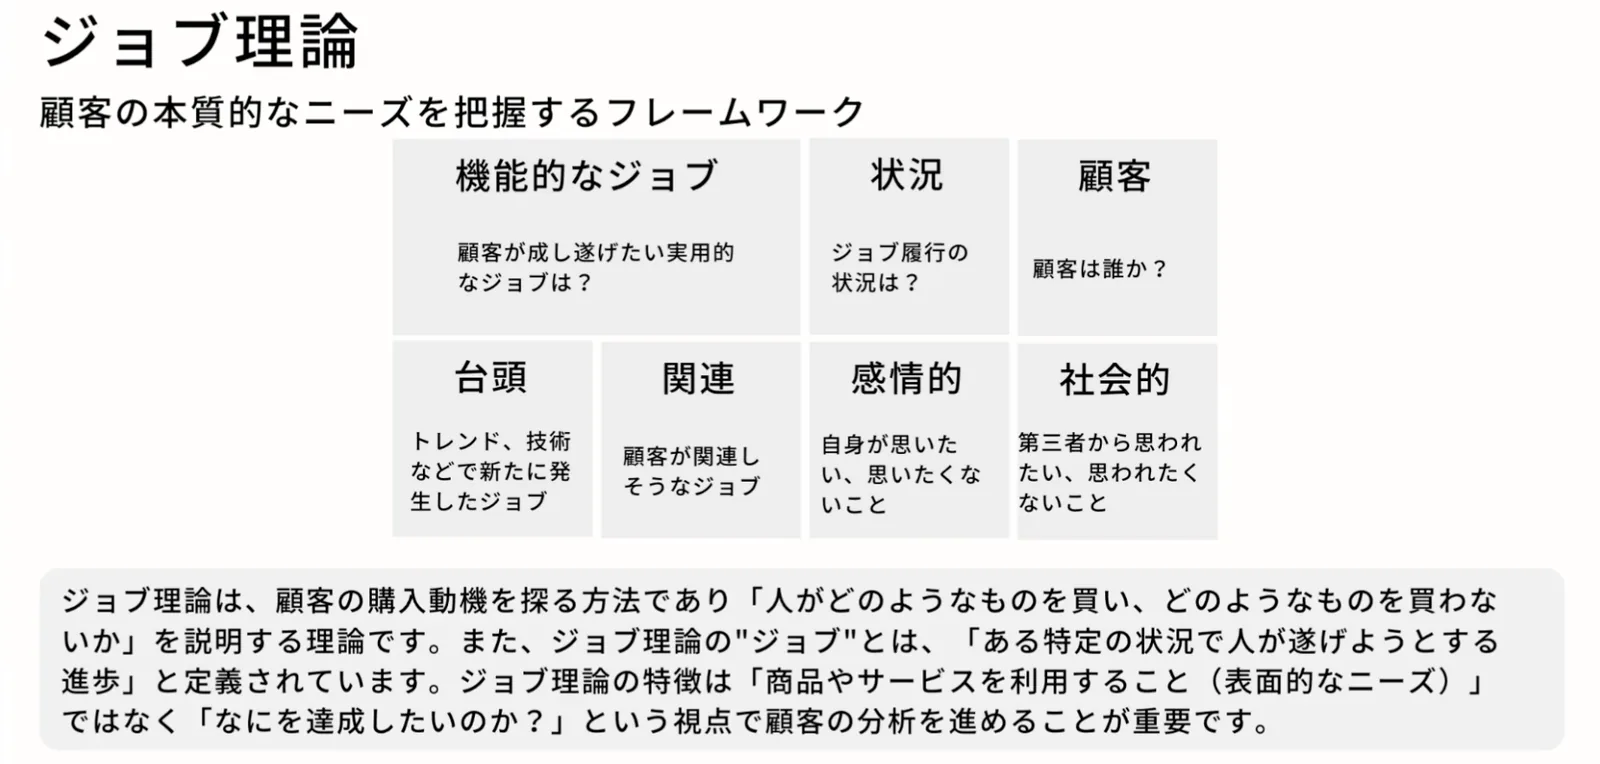 ジョブ理論
顧客の本質的なニーズを把握するフレームワーク
機能的なジョブ
顧客が成し遂げたい実用的
なジョブは？
状況
ジョブ履行の
状況は？
顧客
顧客は誰か？
台頭
トレンド、技術
などで新たに発
生したジョブ
関連
顧客が関連し
そうなジョブ
感情的
自身が思いた
い、思いたくな
いこと
社会的
第三者から思われ
たい、思われたく
ないこと
ジョブ理論は、顧客の購入動機を探る方法であり「人がどのようなものを買い、どのようなものを買わな
いか」を説明する理論です。また、ジョブ理論の"ジョブ"とは、「ある特定の状況で人が遂げようとする
進歩」と定義されています。ジョブ理論の特徴は「商品やサービスを利用すること（表面的なニーズ）」
ではなく「なにを達成したいのか？」という視点で顧客の分析を進めることが重要です。